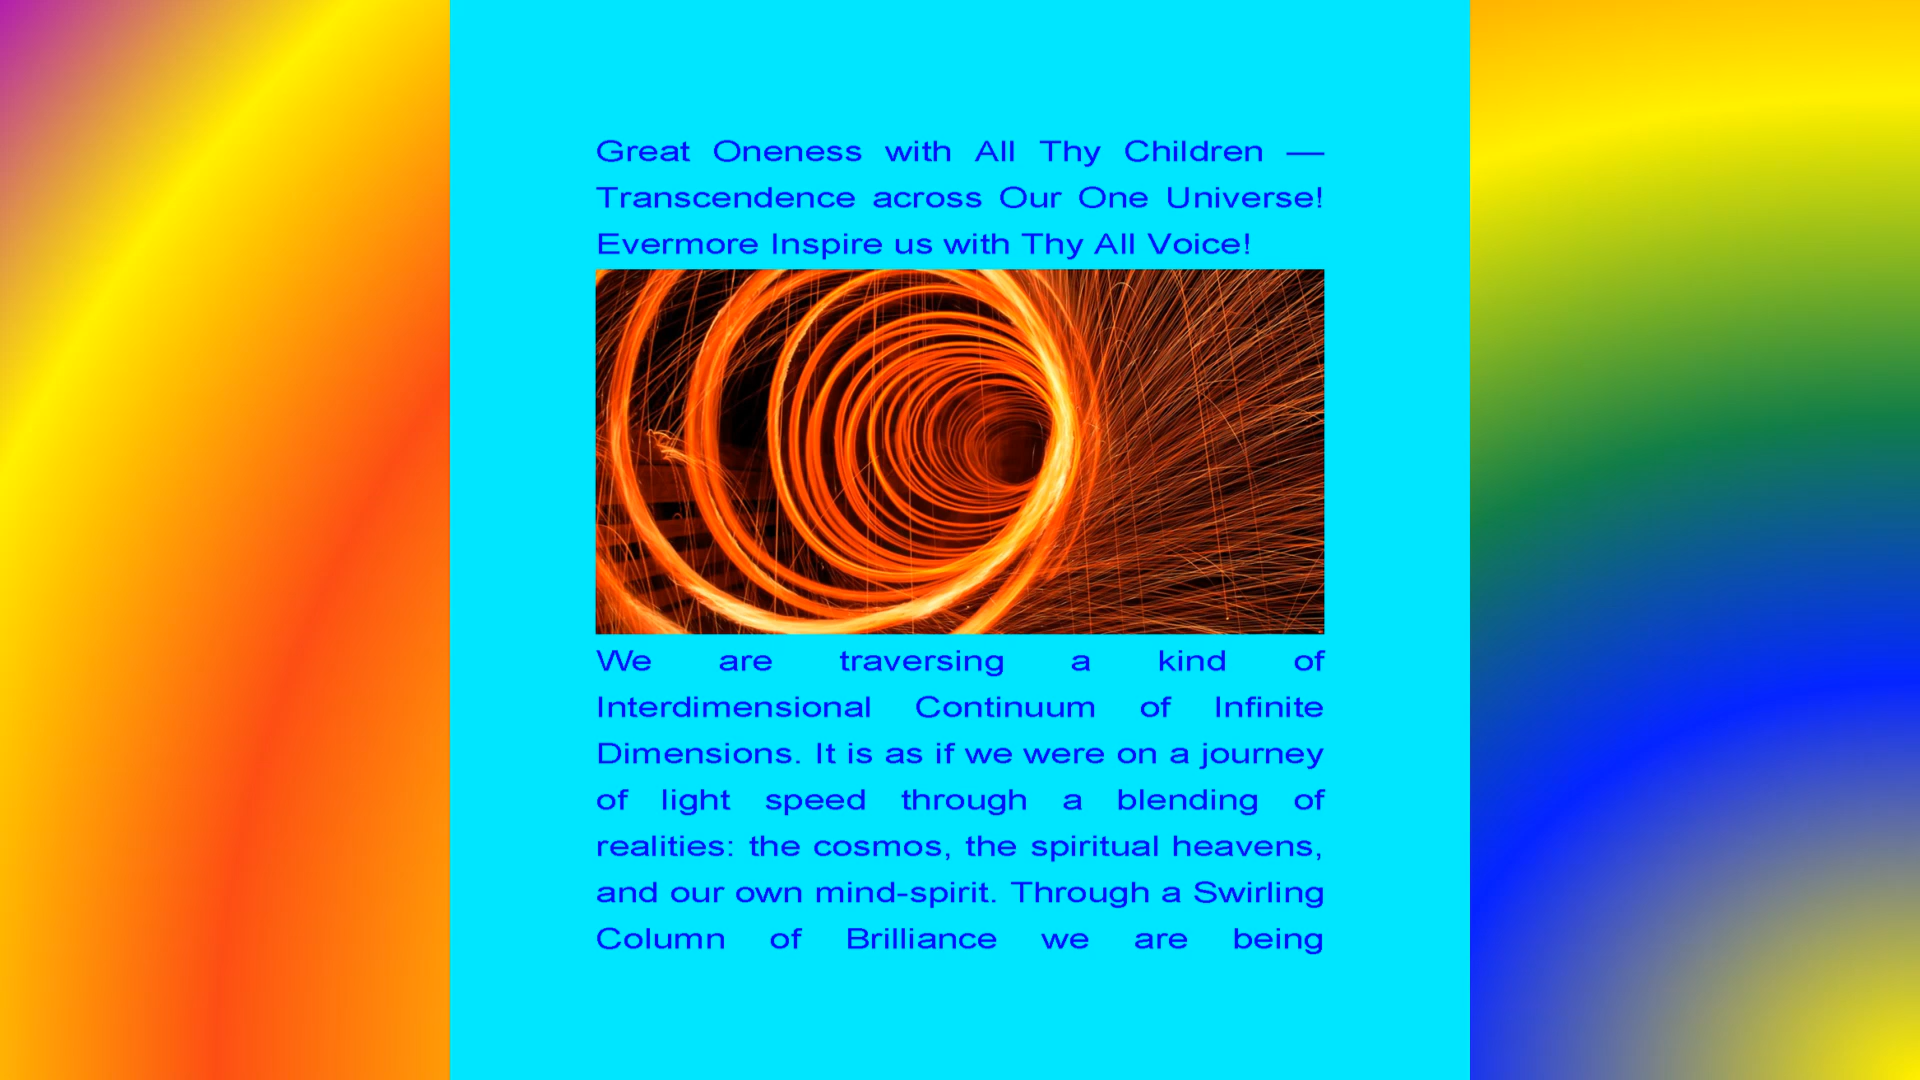 Great Oneness with All Thy Children —
Transcendence across Our One Universe!
Evermore Inspire us with Thy All Voice!
We are traversing a kind of
Interdimensional Continuum of Infinite
Dimensions. It is as if we were on a journey
of light speed through a blending of
realities: the cosmos, the spiritual heavens,
and our own mind-spirit. Through a Swirling
Column of Brilliance we are being